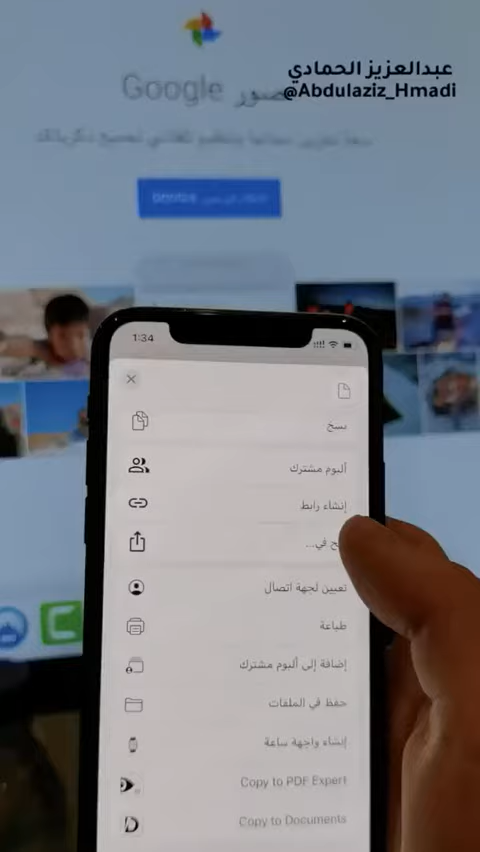 عبدالعزيز الحمادي
@Abdulaziz_Hmadi
صور Google
1:34
نسخ
ألبوم مشترك
إنشاء رابط
في...
تعيين لجهة اتصال
طباعة
إضافة إلى ألبوم مشترك
حفظ في الملفات
إنشاء واجهة ساعة
Copy to PDF Expert
Copy to Documents